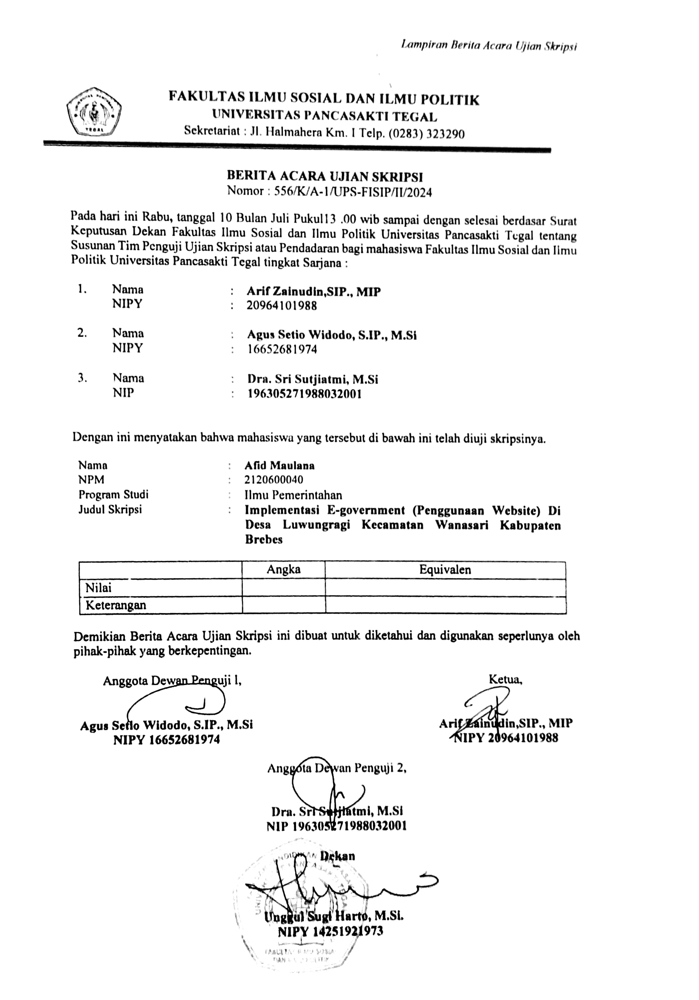 Lampiran Berita Acara Ujian Skripsi
TEGAL
FAKULTAS ILMU SOSIAL DAN ILMU POLITIK
UNIVERSITAS PANCASAKTI TEGAL
Sekretariat : Jl. Halmahera Km. I Telp. (0283) 323290
BERITA ACARA UJIAN SKRIPSI
Nomor : 556/K/A-1/UPS-FISIP/II/2024
Pada hari ini Rabu, tanggal 10 Bulan Juli Pukul13 .00 wib sampai dengan selesai berdasar Surat
Keputusan Dekan Fakultas Ilmu Sosial dan Ilmu Politik Universitas Pancasakti Tegal tentang
Susunan Tim Penguji Ujian Skripsi atau Pendadaran bagi mahasiswa Fakultas Ilmu Sosial dan Ilmu
Politik Universitas Pancasakti Tegal tingkat Sarjana :
1. Nama : Arif Zainudin,SIP., MIP
NIPY : 20964101988
2. Nama : Agus Setio Widodo, S.IP., M.Si
NIPY : 16652681974
3. Nama : Dra. Sri Sutjiatmi, M.Si
NIP : 196305271988032001
Dengan ini menyatakan bahwa mahasiswa yang tersebut di bawah ini telah diuji skripsinya.
Nama : Afid Maulana
NPM : 2120600040
Program Studi : Ilmu Pemerintahan
Judul Skripsi : Implementasi E-government (Penggunaan Website) Di
Desa Luwungragi Kecamatan Wanasari Kabupaten
Brebes
Angka Equivalen
Nilai
Keterangan
Demikian Berita Acara Ujian Skripsi ini dibuat untuk diketahui dan digunakan seperlunya oleh
pihak-pihak yang berkepentingan.
Anggota Dewan Penguji 1, Ketua,
Agus Setio Widodo, S.IP., M.Si Arif Zainudin,SIP., MIP
NIPY 16652681974 NIPY 20964101988
Anggota Dewan Penguji 2,
Dra. Sri Sutjiatmi, M.Si
NIP 196305271988032001
Dekan
Unggul Sugi Harto, M.Si.
NIPY 14251921973